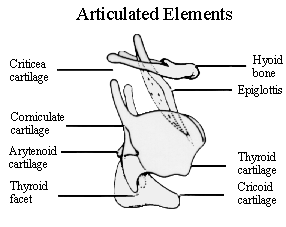 Articulated Elements
Criticea
cartilage
Hyoid
bone
Epiglottis
Corniculate
cartilage
Arytenoid
cartilage
Thyroid
facet
Thyroid
cartilage
Cricoid
cartilage